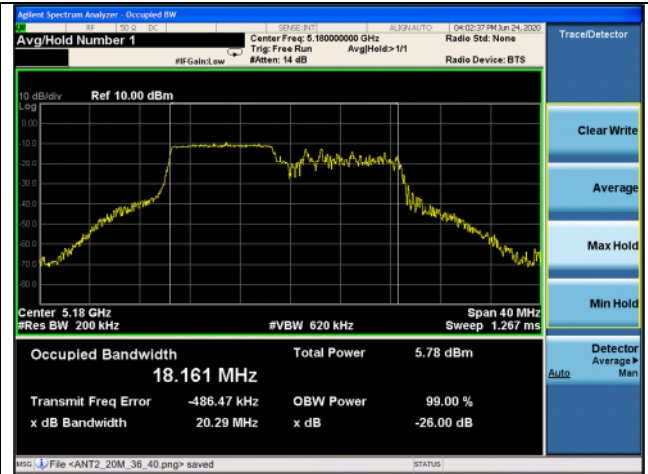 Agilent Spectrum Analyzer - Occupied BW
RF 50 Ω DC SENSE:INT ALIGN AUTO 04:02:37 PM Jun 24, 2020
Avg/Hold Number 1 Center Freq: 5.180000000 GHz Radio Std: None Trace/Detector
Trig: Free Run Avg|Hold:>1/1
#IFGain:Low #Atten: 14 dB Radio Device: BTS
10 dB/div Ref 10.00 dBm
Log
0.00
-10.0
-20.0
-30.0
-40.0
-50.0
-60.0
-70.0
-80.0
Clear Write
Average
Max Hold
Min Hold
Center 5.18 GHz Span 40 MHz
#Res BW 200 kHz #VBW 620 kHz Sweep 1.267 ms
Occupied Bandwidth Total Power 5.78 dBm
18.161 MHz
Transmit Freq Error -486.47 kHz OBW Power 99.00 %
x dB Bandwidth 20.29 MHz x dB -26.00 dB
Detector
Average►
Auto Man
MSG File <ANT2_20M_36_40.png> saved STATUS